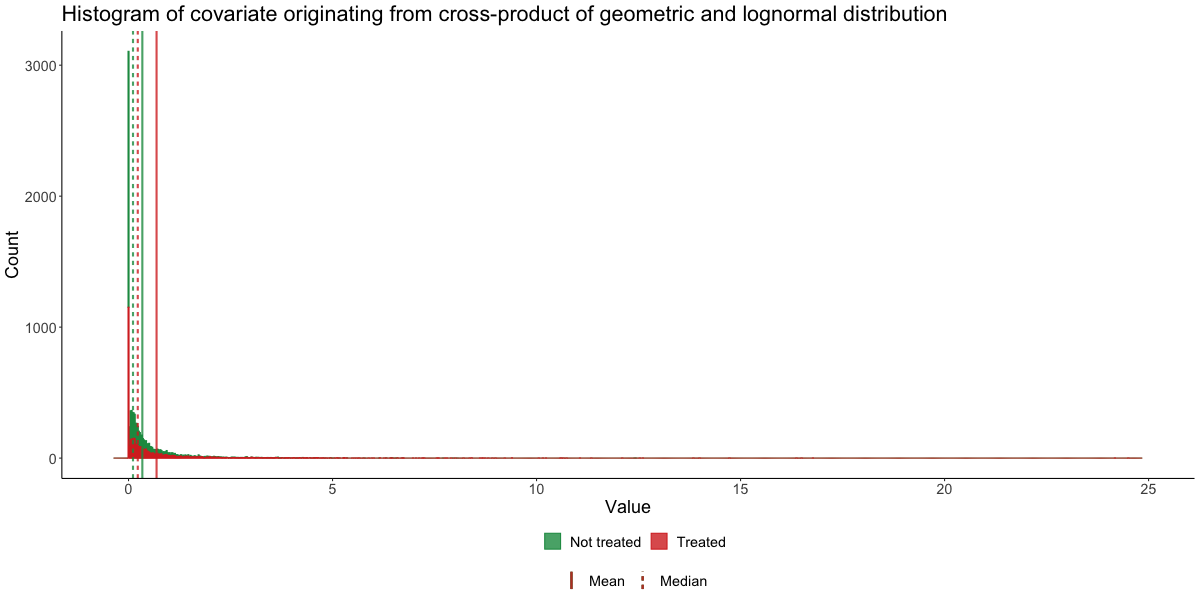 Histogram of covariate originating from cross-product of geometric and lognormal distribution
Count
3000
2000
1000
0
0 5 10 15 20 25
Value
Not treated Treated
Mean Median